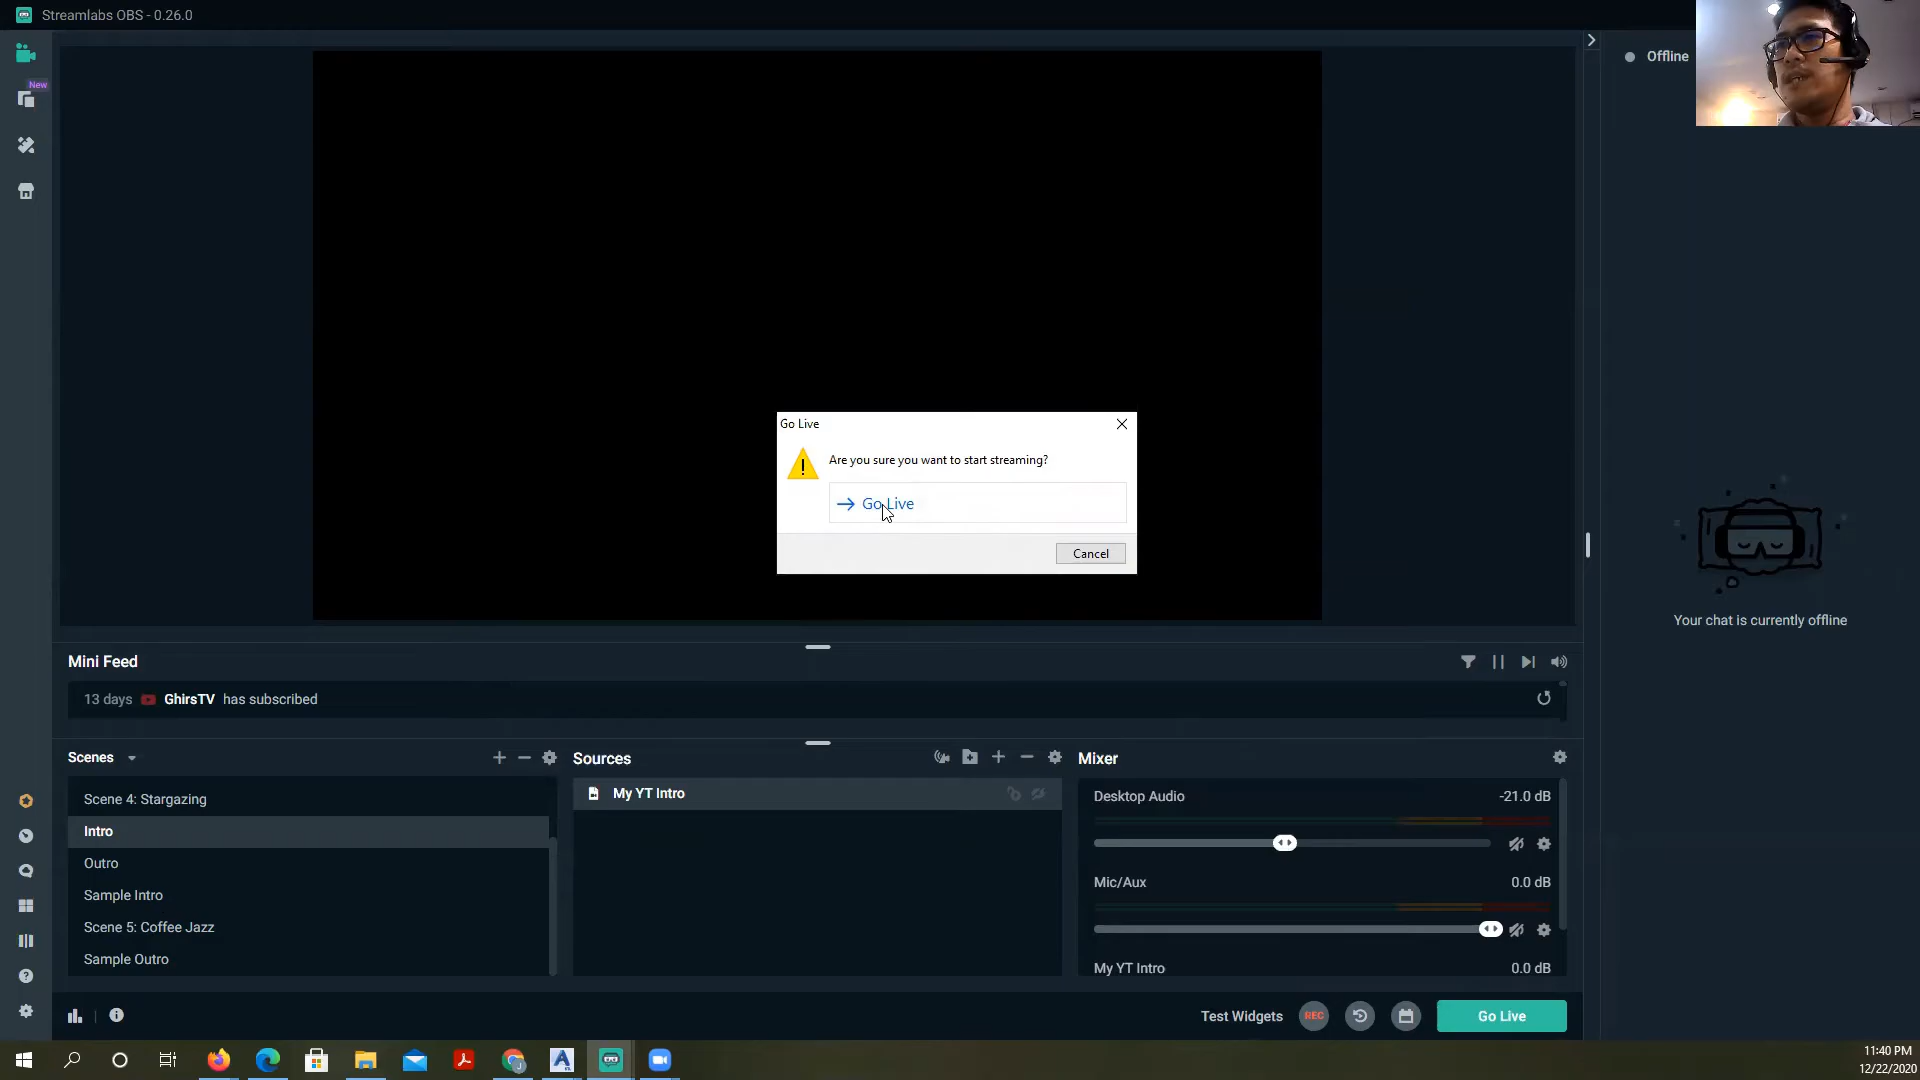 Streamlabs OBS - 0.26.0
Offline
New
Go Live
Are you sure you want to start streaming?
Go Live
Cancel
Your chat is currently offline
Mini Feed
13 days GhirsTV has subscribed
Scenes
Scene 4: Stargazing
Intro
Outro
Sample Intro
Scene 5: Coffee Jazz
Sample Outro
Sources
My YT Intro
Mixer
Desktop Audio -21.0 dB
Mic/Aux 0.0 dB
My YT Intro 0.0 dB
Test Widgets REC Go Live
11:40 PM
12/22/2020